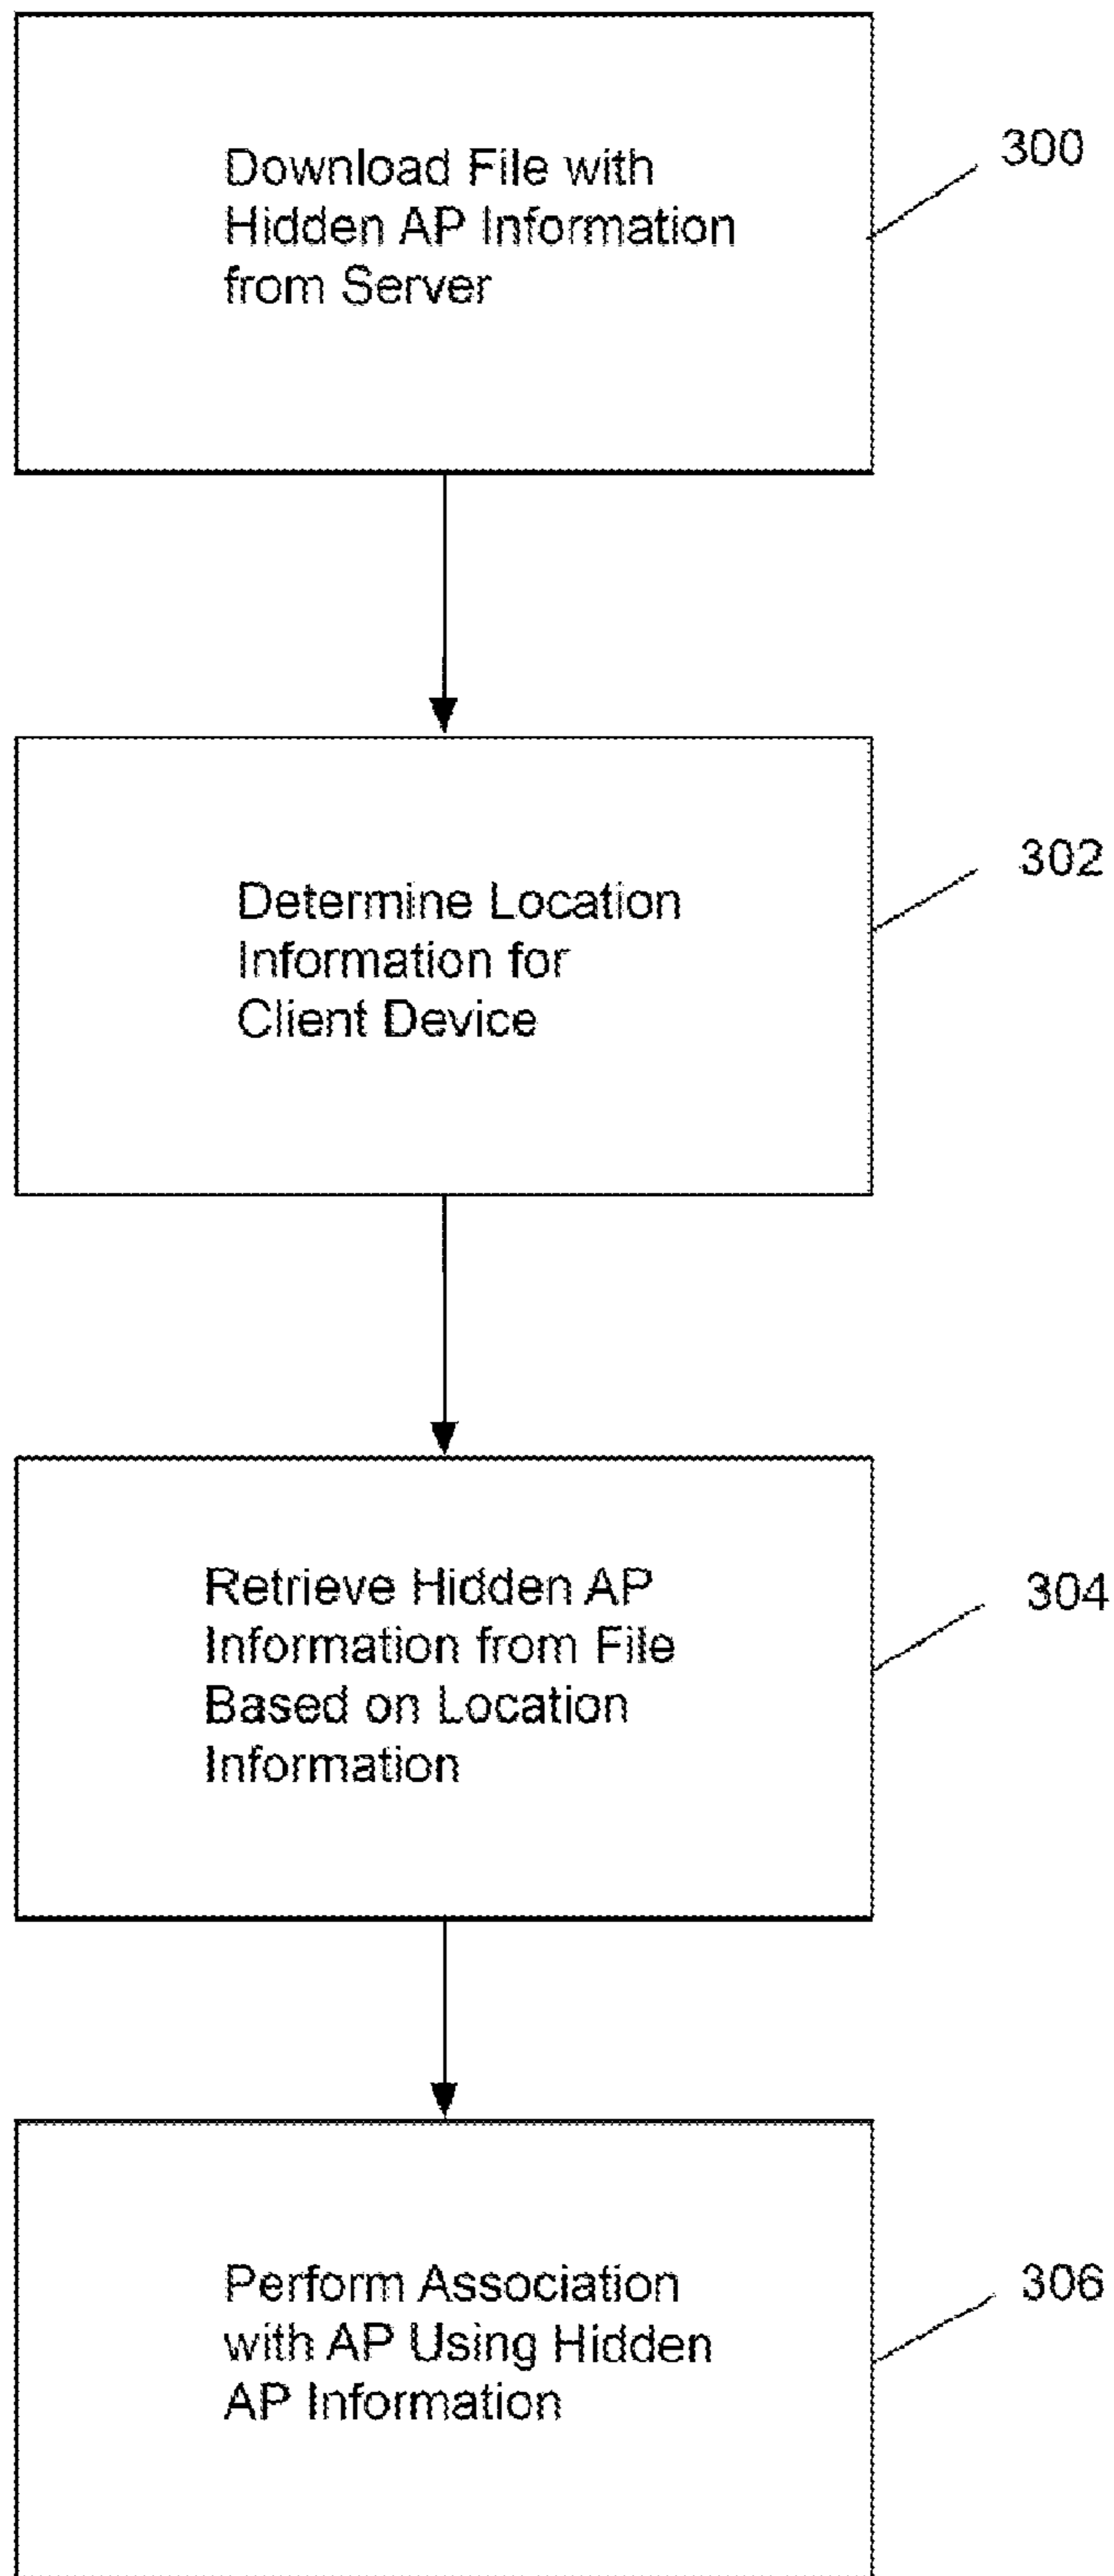 Download File with
Hidden AP Information
from Server
300
Determine Location
Information for
Client Device
302
Retrieve Hidden AP
Information from File
Based on Location
Information
304
Perform Association
with AP Using Hidden
AP Information
306